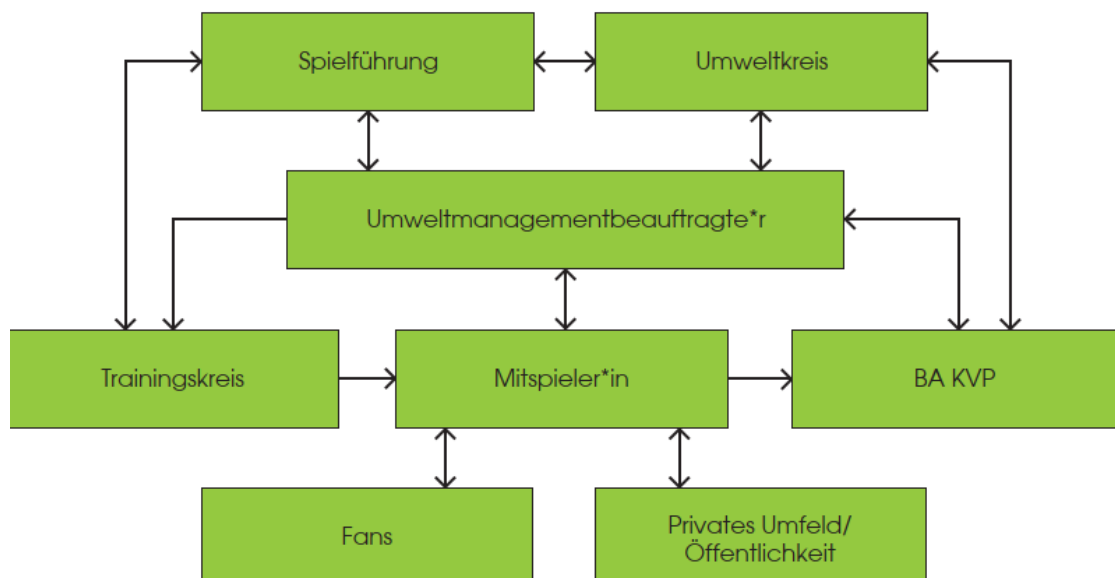 Spielführung
Umweltkreis
Umweltmanagementbeauftragte*r
Trainingskreis
Mitspieler*in
BA KVP
Fans
Privates Umfeld/
Öffentlichkeit